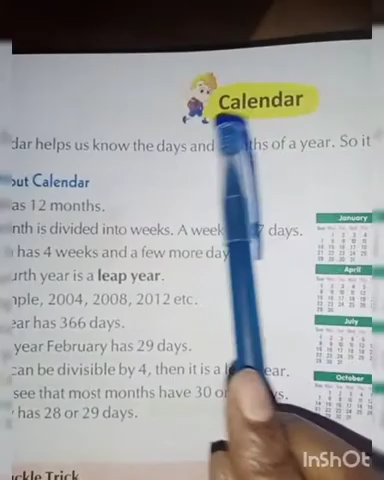 Calendar
dar helps us know the days and ths of a year. So it
out Calendar
as 12 months.
nth is divided into weeks. A week 7 days.
has 4 weeks and a few more day
urth year is a leap year.
mple, 2004, 2008, 2012 etc.
ear has 366 days.
year February has 29 days.
can be divisible by 4, then it is a ear.
see that most months have 30 or s.
has 28 or 29 days.
ckle Trick
January
April
July
October
InShOt